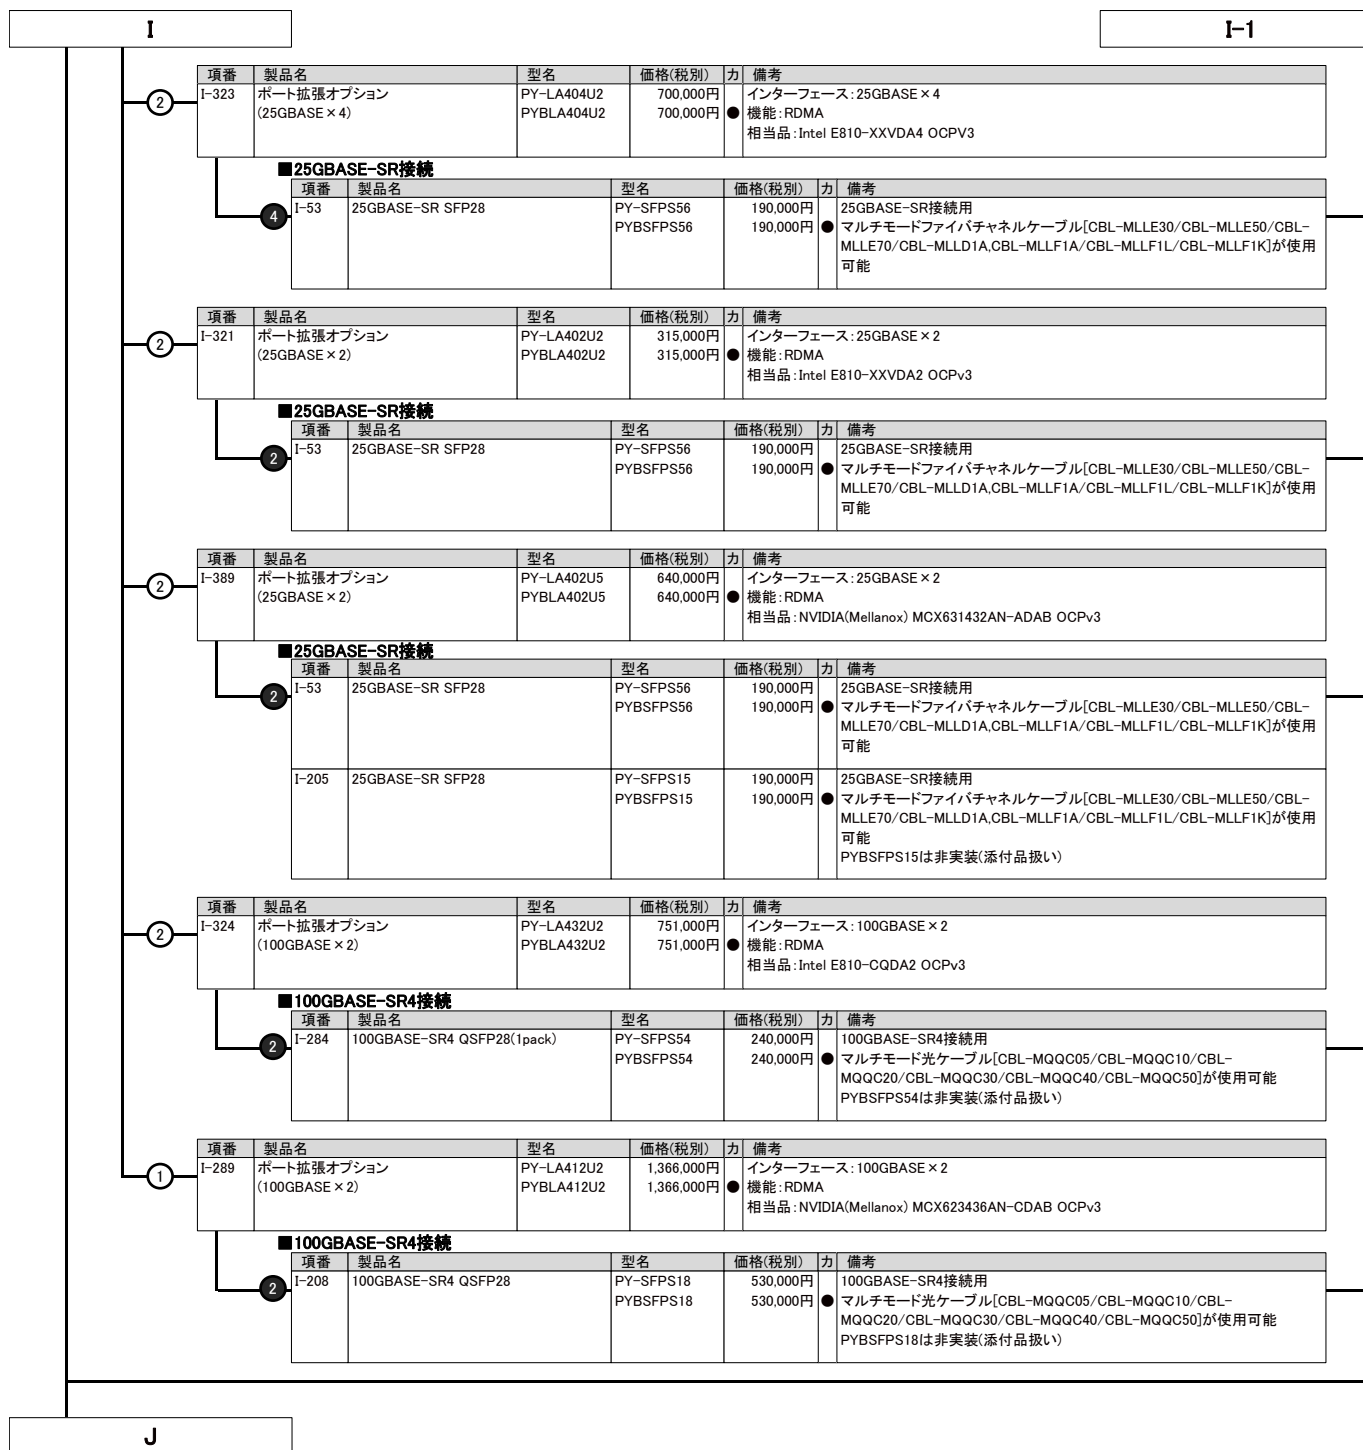 I
I-1
項番 製品名 型名 価格(税別) カ 備考
② I-323 ポート拡張オプション PY-LA404U2 700,000円 インターフェース:25GBASE×4
(25GBASE×4) PYBLA404U2 700,000円 ● 機能:RDMA
相当品:Intel E810-XXVDA4 OCPV3
■25GBASE-SR接続
項番 製品名 型名 価格(税別) カ 備考
④ I-53 25GBASE-SR SFP28 PY-SFPS56 190,000円 25GBASE-SR接続用
PYBSFPS56 190,000円 ● マルチモードファイバチャネルケーブル[CBL-MLLE30/CBL-MLLE50/CBL-
MLLE70/CBL-MLLD1A,CBL-MLLF1A/CBL-MLLF1L/CBL-MLLF1K]が使用
可能
項番 製品名 型名 価格(税別) カ 備考
② I-321 ポート拡張オプション PY-LA402U2 315,000円 インターフェース:25GBASE×2
(25GBASE×2) PYBLA402U2 315,000円 ● 機能:RDMA
相当品:Intel E810-XXVDA2 OCPv3
■25GBASE-SR接続
項番 製品名 型名 価格(税別) カ 備考
② I-53 25GBASE-SR SFP28 PY-SFPS56 190,000円 25GBASE-SR接続用
PYBSFPS56 190,000円 ● マルチモードファイバチャネルケーブル[CBL-MLLE30/CBL-MLLE50/CBL-
MLLE70/CBL-MLLD1A,CBL-MLLF1A/CBL-MLLF1L/CBL-MLLF1K]が使用
可能
項番 製品名 型名 価格(税別) カ 備考
② I-389 ポート拡張オプション PY-LA402U5 640,000円 インターフェース:25GBASE×2
(25GBASE×2) PYBLA402U5 640,000円 ● 機能:RDMA
相当品:NVIDIA(Mellanox) MCX631432AN-ADAB OCPv3
■25GBASE-SR接続
項番 製品名 型名 価格(税別) カ 備考
② I-53 25GBASE-SR SFP28 PY-SFPS56 190,000円 25GBASE-SR接続用
PYBSFPS56 190,000円 ● マルチモードファイバチャネルケーブル[CBL-MLLE30/CBL-MLLE50/CBL-
MLLE70/CBL-MLLD1A,CBL-MLLF1A/CBL-MLLF1L/CBL-MLLF1K]が使用
可能
I-205 25GBASE-SR SFP28 PY-SFPS15 190,000円 25GBASE-SR接続用
PYBSFPS15 190,000円 ● マルチモードファイバチャネルケーブル[CBL-MLLE30/CBL-MLLE50/CBL-
MLLE70/CBL-MLLD1A,CBL-MLLF1A/CBL-MLLF1L/CBL-MLLF1K]が使用
可能
PYBSFPS15は非実装(添付品扱い)
項番 製品名 型名 価格(税別) カ 備考
② I-324 ポート拡張オプション PY-LA432U2 751,000円 インターフェース:100GBASE×2
(100GBASE×2) PYBLA432U2 751,000円 ● 機能:RDMA
相当品:Intel E810-CQDA2 OCPv3
■100GBASE-SR4接続
項番 製品名 型名 価格(税別) カ 備考
② I-284 100GBASE-SR4 QSFP28(1pack) PY-SFPS54 240,000円 100GBASE-SR4接続用
PYBSFPS54 240,000円 ● マルチモード光ケーブル[CBL-MQQC05/CBL-MQQC10/CBL-
MQQC20/CBL-MQQC30/CBL-MQQC40/CBL-MQQC50]が使用可能
PYBSFPS54は非実装(添付品扱い)
項番 製品名 型名 価格(税別) カ 備考
① I-289 ポート拡張オプション PY-LA412U2 1,366,000円 インターフェース:100GBASE×2
(100GBASE×2) PYBLA412U2 1,366,000円 ● 機能:RDMA
相当品:NVIDIA(Mellanox) MCX623436AN-CDAB OCPv3
■100GBASE-SR4接続
項番 製品名 型名 価格(税別) カ 備考
② I-208 100GBASE-SR4 QSFP28 PY-SFPS18 530,000円 100GBASE-SR4接続用
PYBSFPS18 530,000円 ● マルチモード光ケーブル[CBL-MQQC05/CBL-MQQC10/CBL-
MQQC20/CBL-MQQC30/CBL-MQQC40/CBL-MQQC50]が使用可能
PYBSFPS18は非実装(添付品扱い)
J